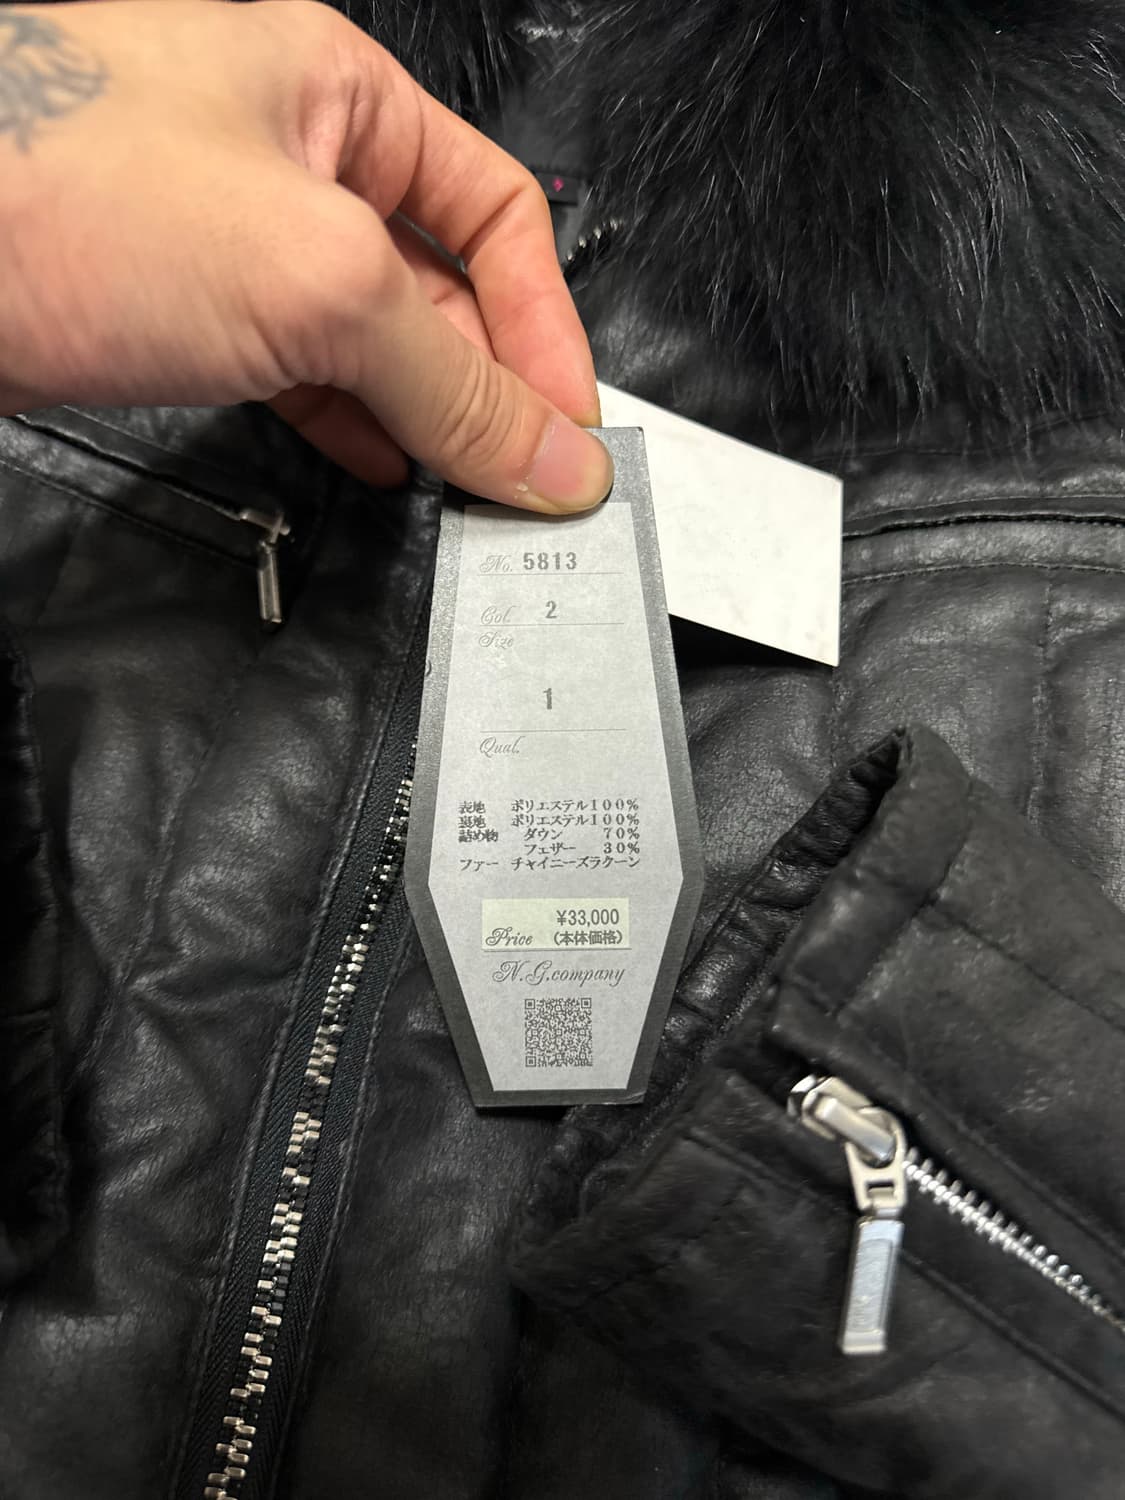 No. 5813
Col. 2
Size
1
Qual.
表地 ポリエステル100%
裏地 ポリエステル100%
詰め物 ダウン 70%
フェザー 30%
ファー チャイニーズラクーン
¥33,000
Price (本体価格)
N.G.company